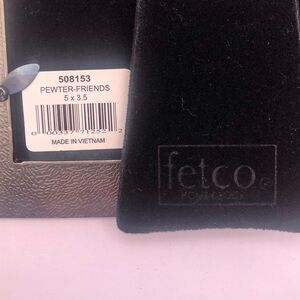 508153
PEWTER-FRIENDS
5 x 3.5
MADE IN VIETNAM
fetco